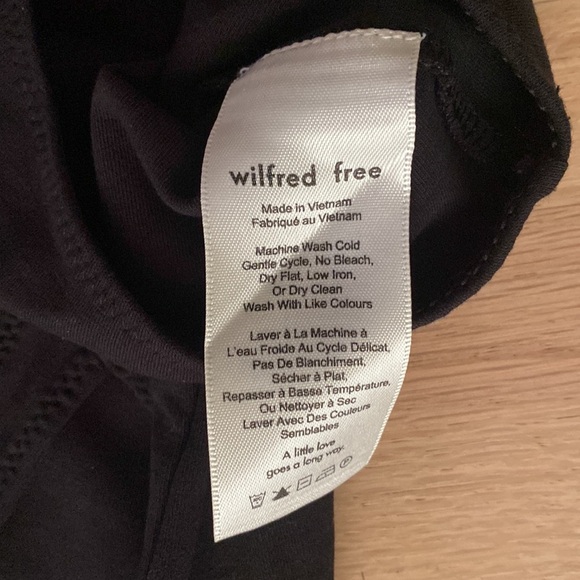 wilfred free
Made in Vietnam
Fabriqué au Vietnam
Machine Wash Cold
Gentle Cycle, No Bleach,
Dry Flat, Low Iron,
Or Dry Clean
Wash With Like Colours
Laver à La Machine à
L'eau Froide Au Cycle Délicat,
Pas De Blanchiment,
Sécher à Plat,
Repasser à Basse Température,
Ou Nettoyer à Sec
Laver Avec Des Couleurs
Semblables
A little love
goes a long way.